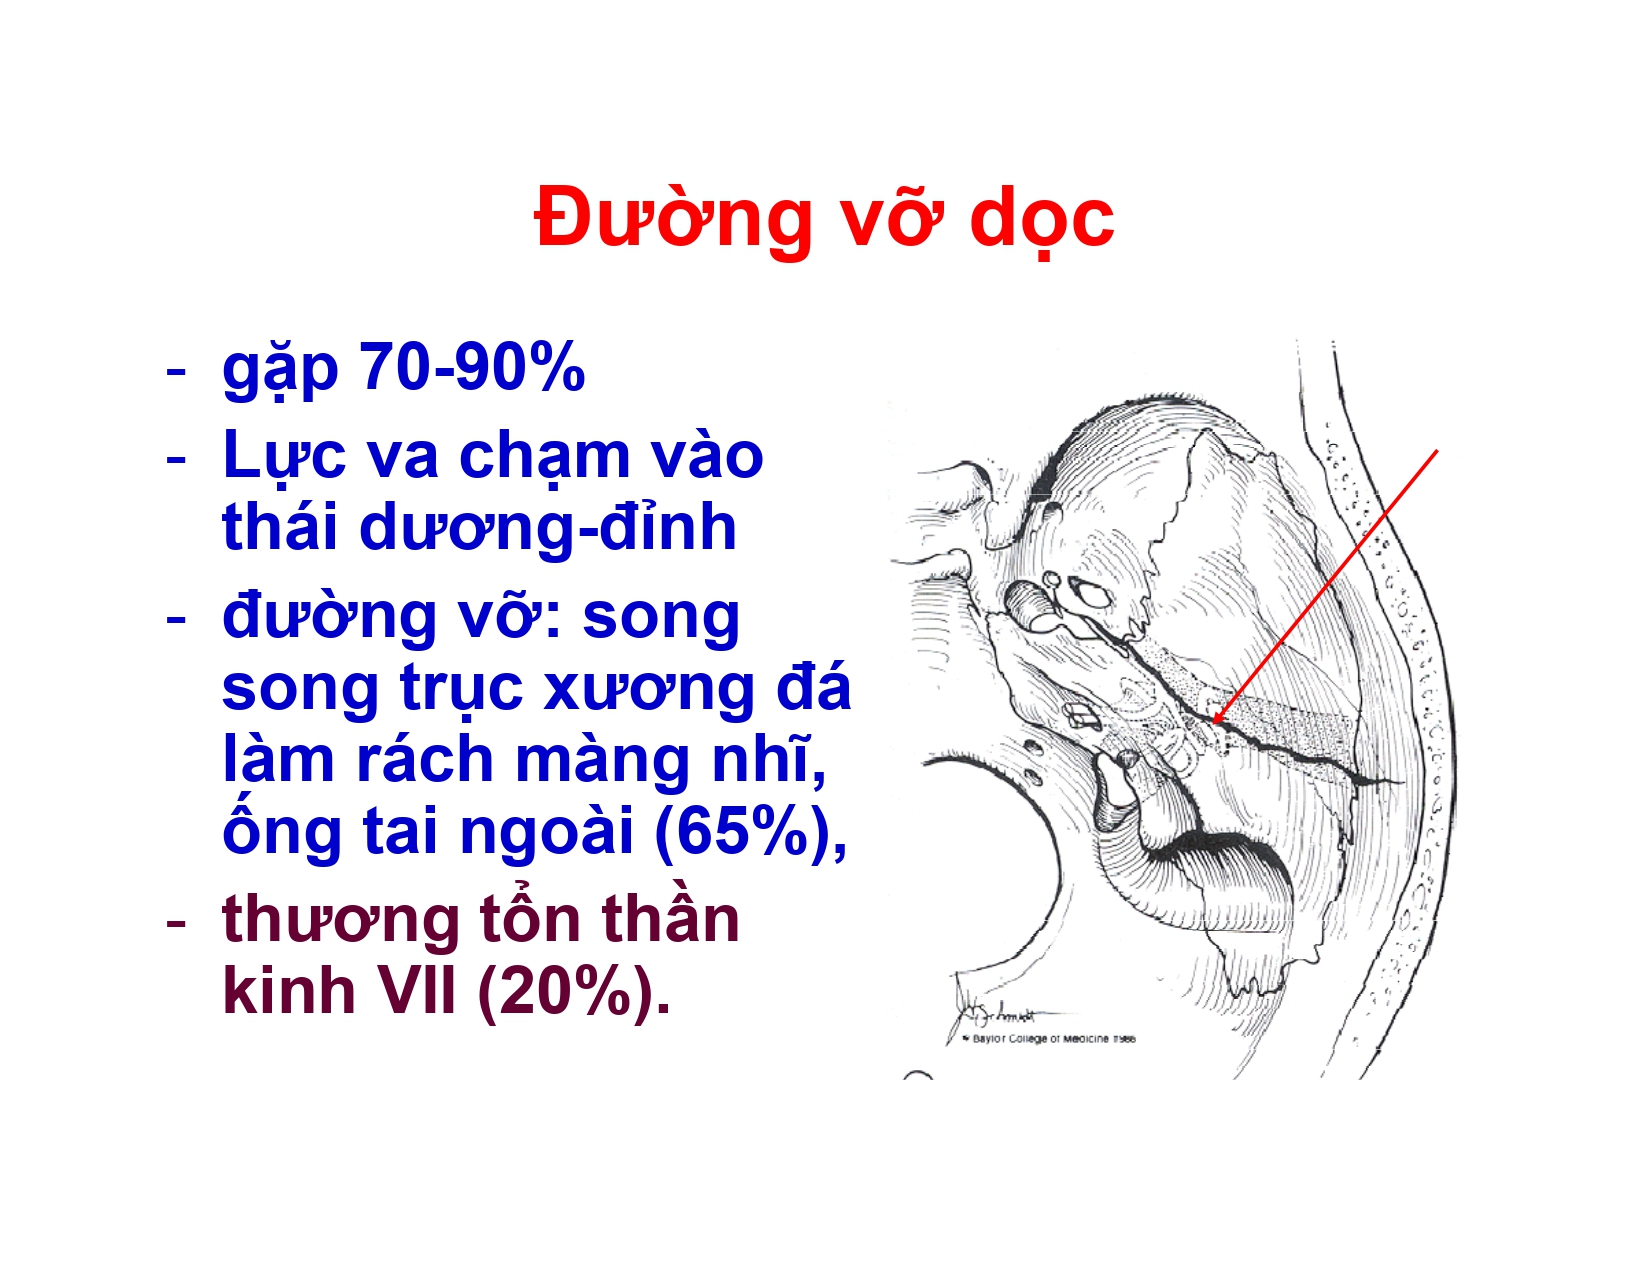 Đường vỡ dọc
- gặp 70-90%
- Lực va chạm vào
thái dương-đỉnh
- đường vỡ: song
song trục xương đá
làm rách màng nhĩ,
ống tai ngoài (65%),
- thương tổn thần
kinh VII (20%).
Baylor College of Medicine 1986